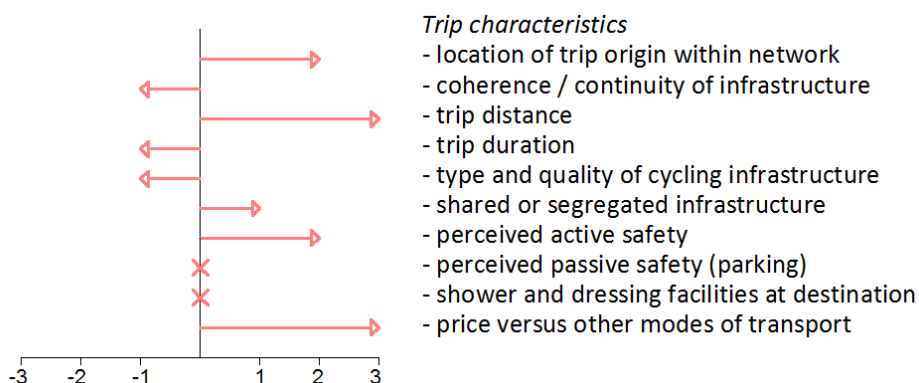 Trip characteristics
- location of trip origin within network
- coherence / continuity of infrastructure
- trip distance
- trip duration
- type and quality of cycling infrastructure
- shared or segregated infrastructure
- perceived active safety
- perceived passive safety (parking)
- shower and dressing facilities at destination
- price versus other modes of transport
-3 -2 -1 1 2 3